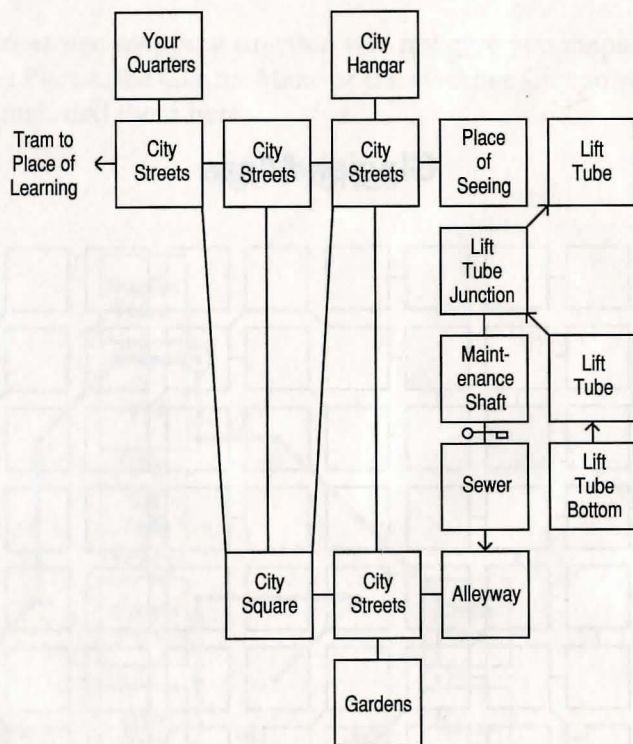 Your
Quarters
City
Hangar
Tram to
Place of
Learning
City
Streets
City
Streets
City
Streets
Place
of
Seeing
Lift
Tube
Lift
Tube
Junction
Maint-
enance
Shaft
Lift
Tube
Sewer
Lift
Tube
Bottom
City
Square
City
Streets
Alleyway
Gardens